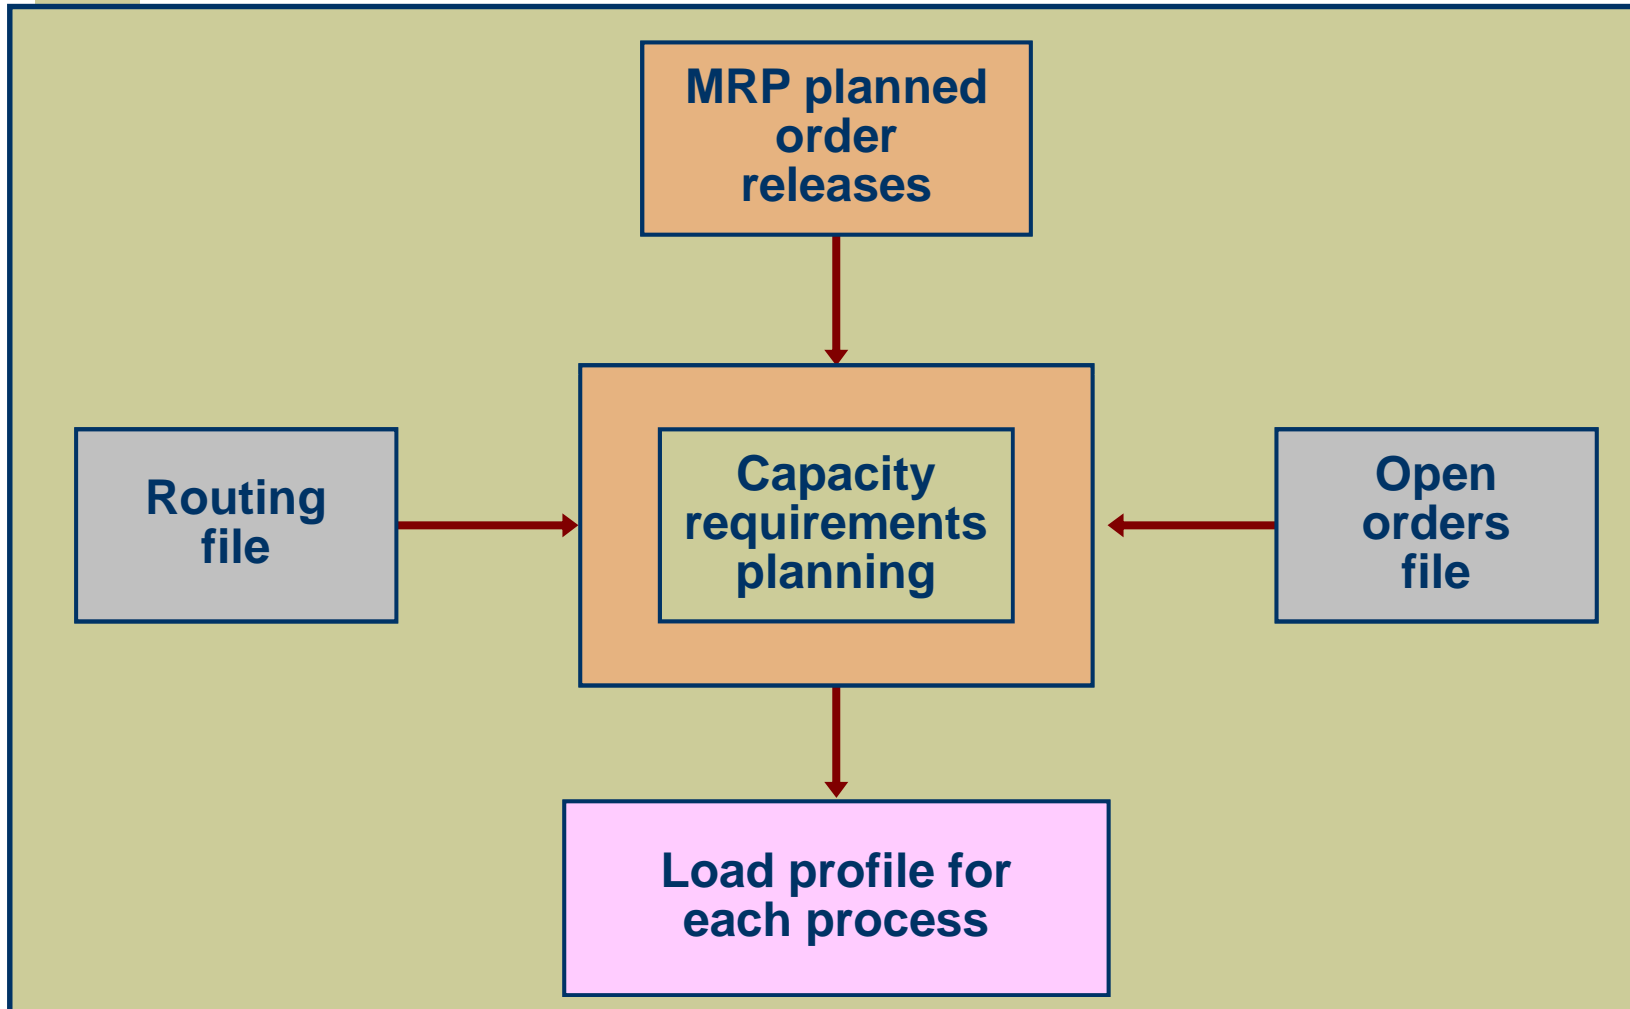 MRP planned
order
releases
Routing
file
Capacity
requirements
planning
Open
orders
file
Load profile for
each process